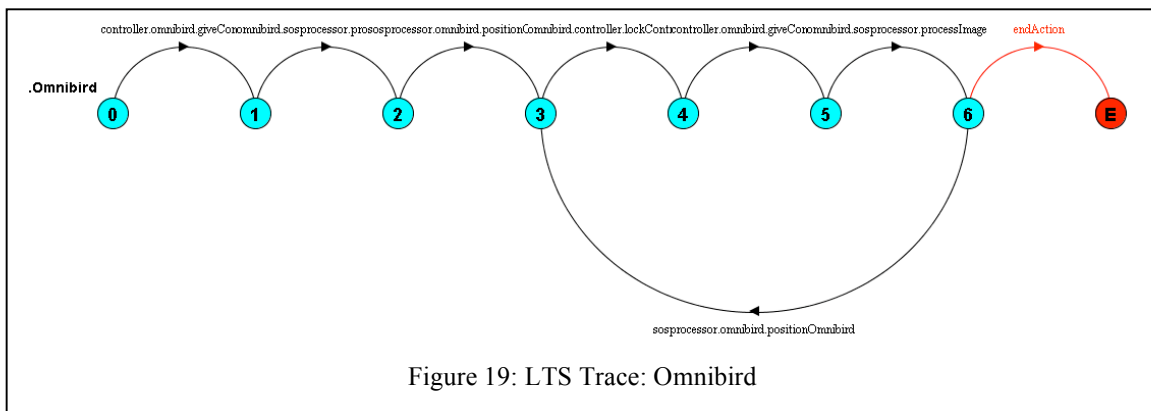 controller.omnibird.giveConomnibird.sosprocessor.prososprocessor.omnibird.positionOmnibird.controller.lockContrcontroller.omnibird.giveConomnibird.sosprocessor.processImage endAction
.Omnibird
0 1 2 3 4 5 6 E
sosprocessor.omnibird.positionOmnibird
Figure 19: LTS Trace: Omnibird